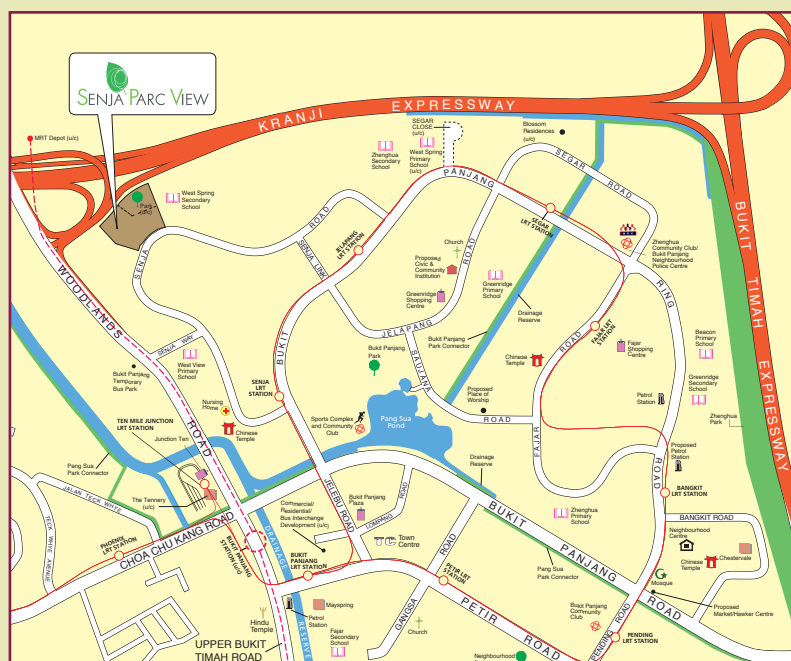 SENJA PARC VIEW
KRANJI EXPRESSWAY
BUKIT TIMAH EXPRESSWAY
MRT Depot (u/c)
Park
(u/c)
West Spring
Secondary
School
Zhenghua
Secondary
School
SEGAR
CLOSE
(u/c)
West Spring
Primary
School
(u/c)
Blossom
Residences
(u/c)
SEGAR ROAD
PANJANG
SEGAR
LRT STATION
Zhenghua
Community Club/
Bukit Panjang
Neighbourhood
Police Centre
RING
ROAD
SENJA
ROAD
SENJA LINK
JELAPANG
LRT STATION
Church
ROAD
Proposed
Civic &
Community
Institution
Greenridge
Shopping
Centre
Greenridge
Primary
School
Drainage
Reserve
WOODLANDS
ROAD
BUKIT
JELAPANG
Bukit Panjang
Park Connector
ROAD
FAJAR LRT
STATION
Fajar
Shopping
Centre
Beacon
Primary
School
SENJA WAY
West View
Primary
School
Bukit Panjang
Temporary
Bus Park
Bukit Panjang
Park
SAUJANA
Chinese
Temple
Greenridge
Secondary
School
SENJA
LRT
STATION
Proposed
Place of
Worship
Petrol
Station
Nursing
Home
Chinese
Temple
Sports Complex
and Community
Club
Pang Sua
Pond
ROAD
FAJAR
Zhenghua
Park
TEN MILE JUNCTION
LRT STATION
Junction Ten
Proposed
Petrol
Station
Pang Sua
Park Connector
Drainage
Reserve
ROAD
BANGKIT
LRT STATION
JALAN TECK WHYE
The Tennery
(u/c)
JELEBU ROAD
Commercial/
Residential/
Bus Interchange
Development (u/c)
Bukit Panjang
Plaza
ROAD
LOMPANG
BUKIT
PANJANG
ROAD
Zhenghua
Primary
School
BANGKIT ROAD
Neighbourhood
Centre
CHOA CHU KANG ROAD
DRAINAGE
RESERVE
TECK WHYE AVENUE
PHOENIX
LRT STATION
BUKIT PANJANG
STATION (u/c)
Town
Centre
ROAD
Chestervale
Chinese
Temple
BUKIT
PANJANG
LRT STATION
PETIR LRT
STATION
Pang Sua
Park Connector
Mosque
Proposed
Market/Hawker Centre
Mayspring
Petrol
Station
PETIR
ROAD
GANGSA
Bukit Panjang
Community
Club
Hindu
Temple
Fajar
Secondary
School
Church
PENDING
ROAD
PENDING
LRT STATION
UPPER BUKIT
TIMAH ROAD
Neighbourhood